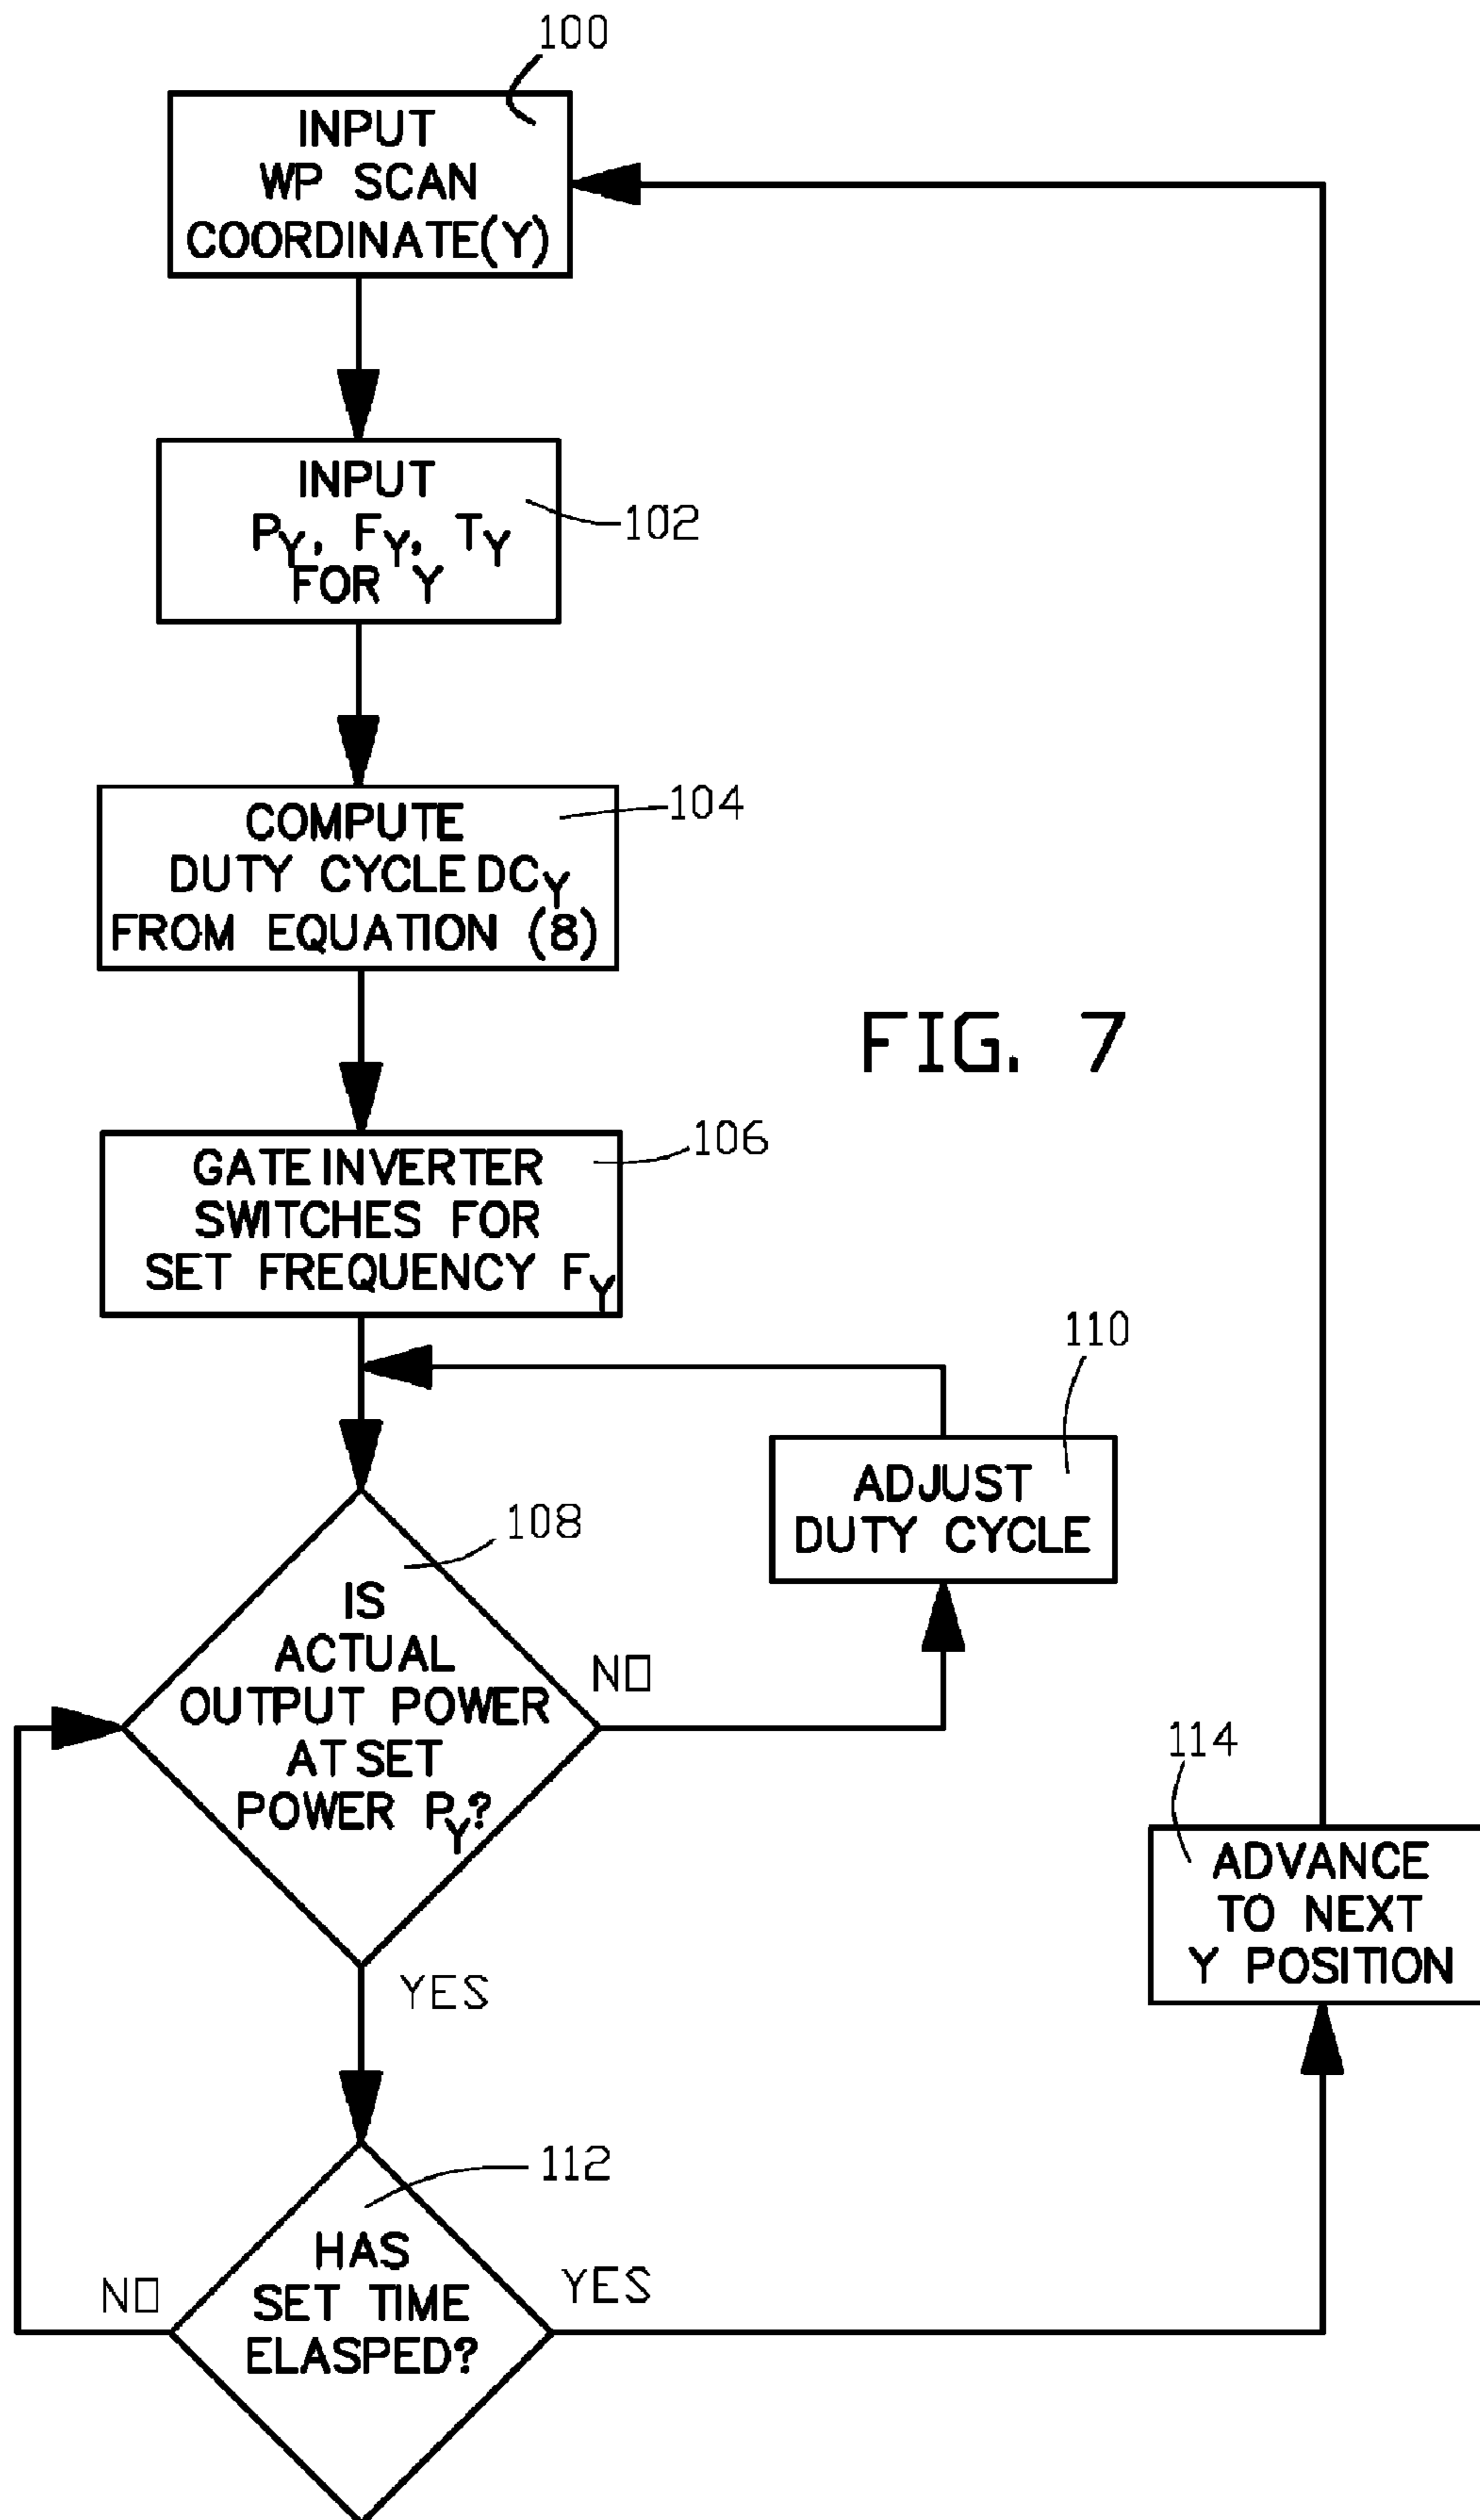 100
INPUT
WP SCAN
COORDINATE(Y)
INPUT
PY, FY, TY
FOR Y
102
COMPUTE
DUTY CYCLE DCY
FROM EQUATION (8)
104
FIG. 7
GATE INVERTER
SWITCHES FOR
SET FREQUENCY FY
106
110
ADJUST
DUTY CYCLE
108
IS
ACTUAL
OUTPUT POWER
AT SET
POWER PY?
NO
YES
114
ADVANCE
TO NEXT
Y POSITION
112
HAS
SET TIME
ELASPED?
NO
YES